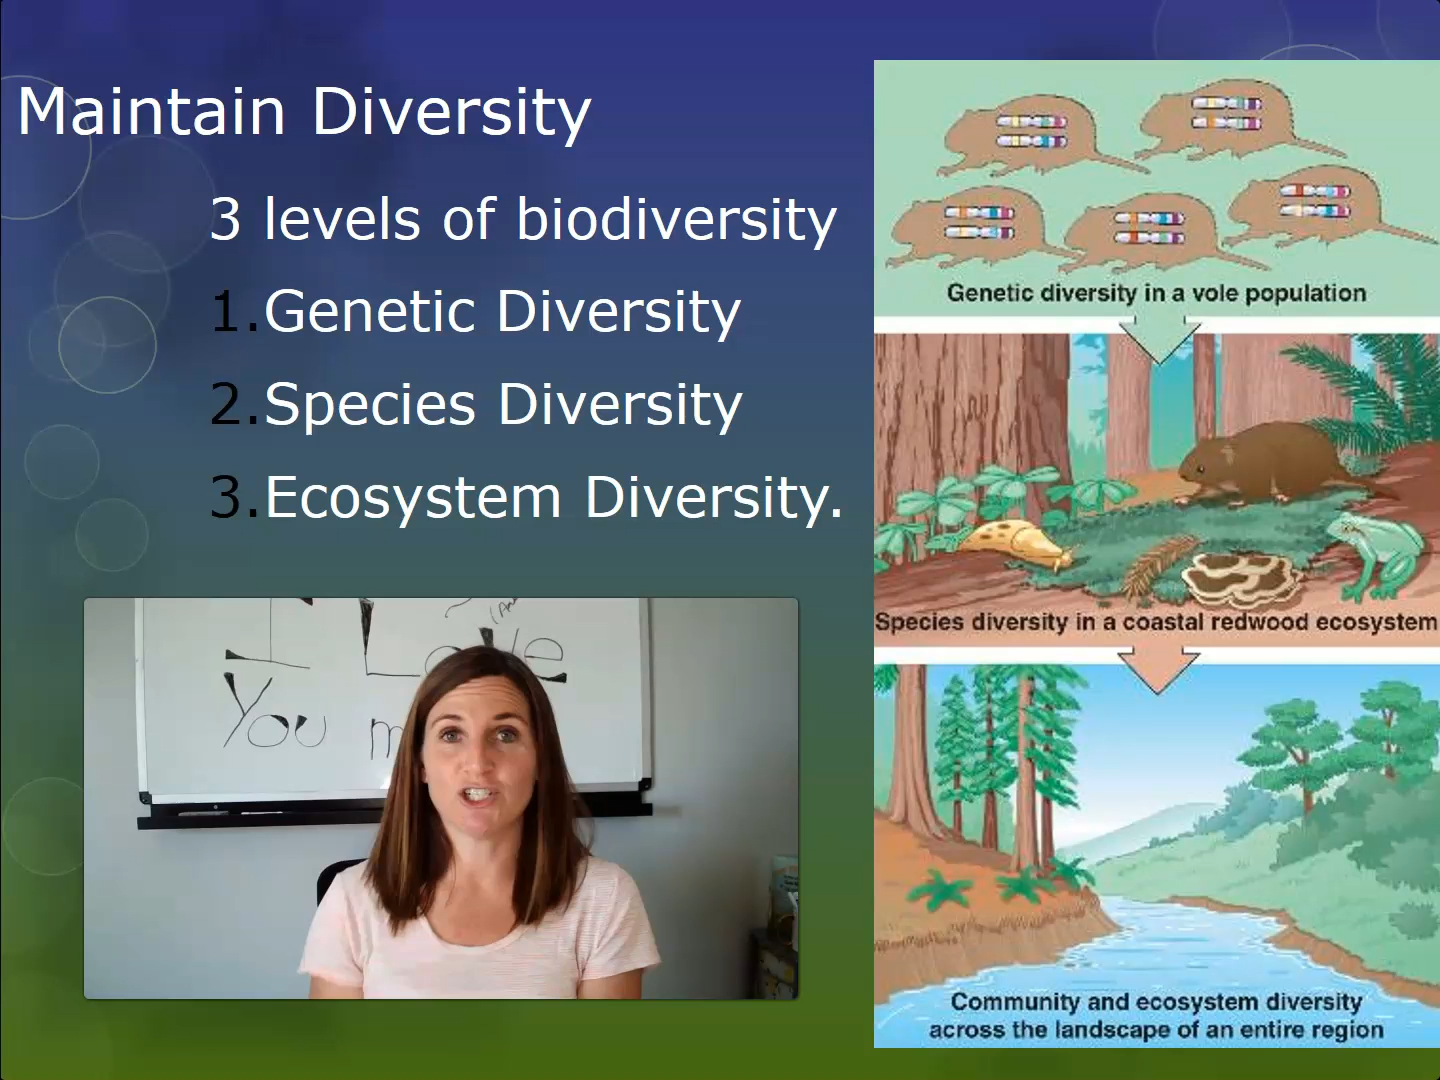 Maintain Diversity
3 levels of biodiversity
1.Genetic Diversity
2.Species Diversity
3.Ecosystem Diversity.
Genetic diversity in a vole population
Species diversity in a coastal redwood ecosystem
Community and ecosystem diversity
across the landscape of an entire region
I Love
You